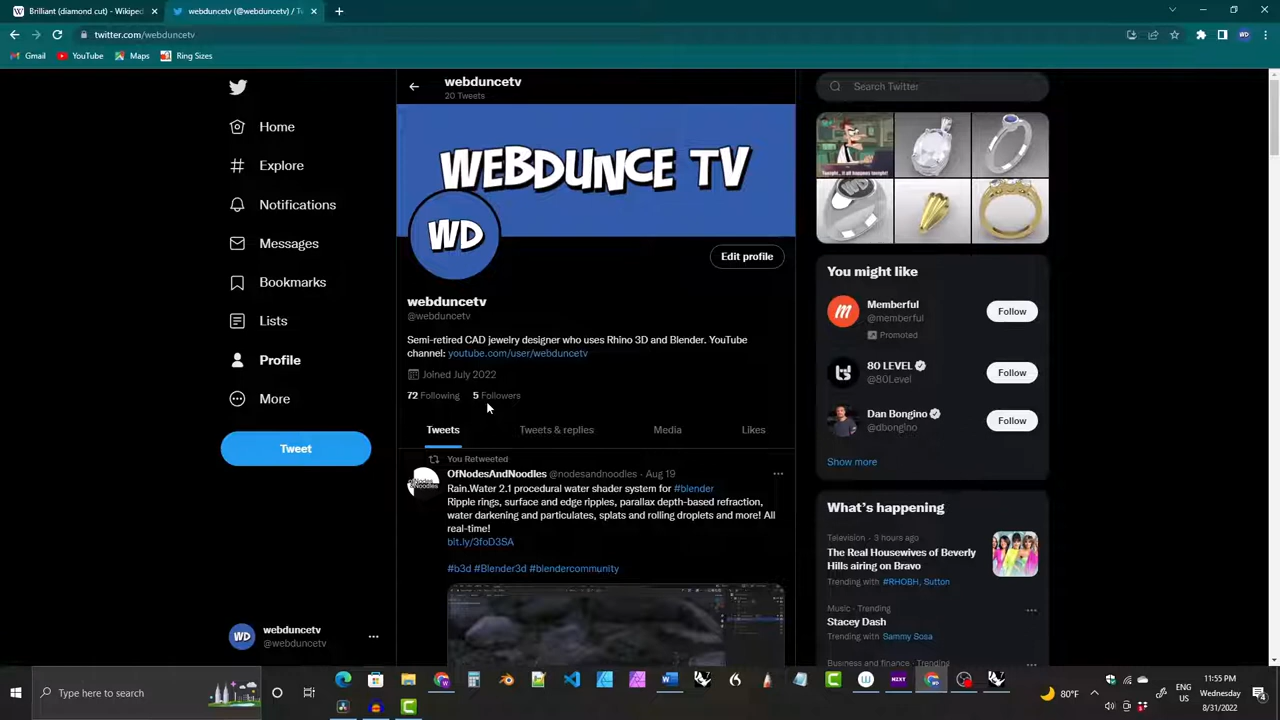 Brilliant (diamond cut) - Wikiped
webduncetv (@webduncetv) / T
twitter.com/webduncetv
Gmail
YouTube
Maps
Ring Sizes
webduncetv
20 Tweets
Search Twitter
Home
Explore
Notifications
Messages
Bookmarks
Lists
Profile
More
Tweet
WEBDUNCE TV
WD
Edit profile
webduncetv
@webduncetv
Semi-retired CAD jewelry designer who uses Rhino 3D and Blender. YouTube
channel: youtube.com/user/webduncetv
Joined July 2022
72 Following 5 Followers
Tweets
Tweets & replies
Media
Likes
You Retweeted
OfNodesAndNoodles @nodesandnoodles · Aug 19
Rain.Water 2.1 procedural water shader system for #blender
Ripple rings, surface and edge ripples, parallax depth-based refraction,
water darkening and particulates, splats and rolling droplets and more! All
real-time!
bit.ly/3foD3SA
#b3d #Blender3d #blendercommunity
You might like
Memberful
@memberful
Promoted
Follow
80 LEVEL
@80Level
Follow
Dan Bongino
@dbongino
Follow
Show more
What's happening
Television · 3 hours ago
The Real Housewives of Beverly
Hills airing on Bravo
Trending with #RHOBH, Sutton
Music · Trending
Stacey Dash
Trending with Sammy Sosa
Business and finance · Trending
WD
webduncetv
@webduncetv
Type here to search
NEXT
80°F
ENG
US
11:55 PM
Wednesday
8/31/2022